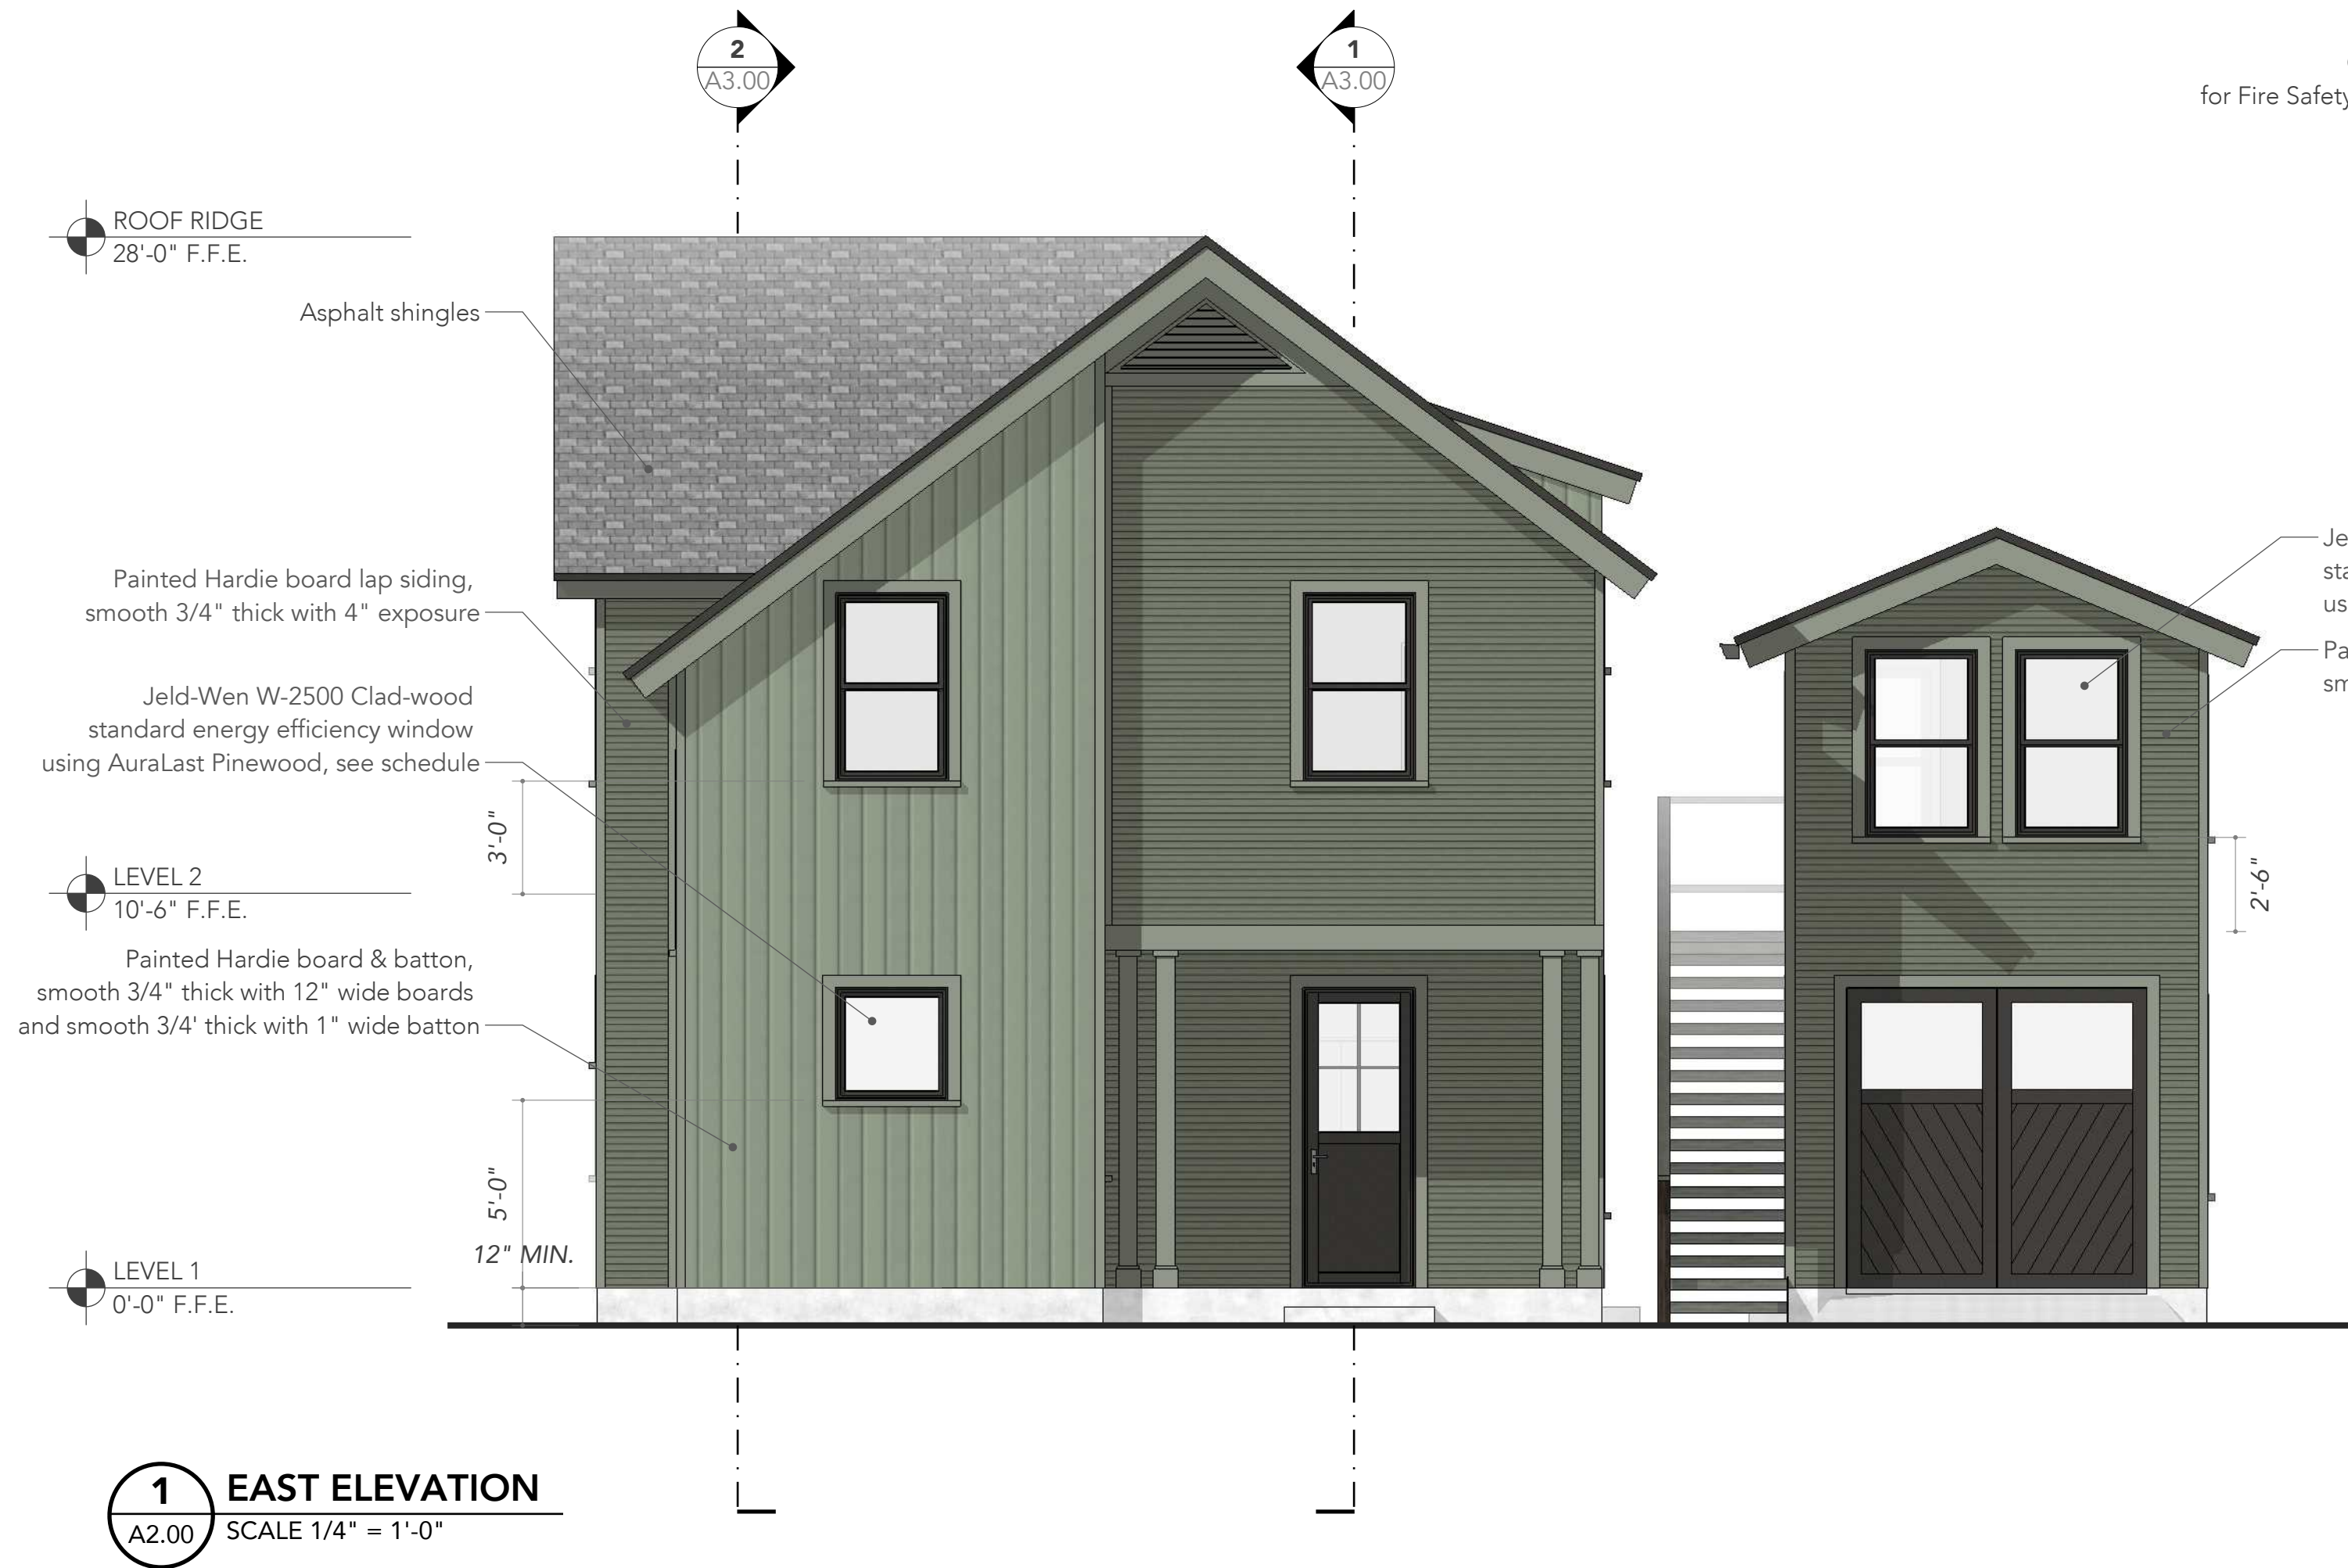 2
A3.00
1
A3.00
for Fire Safety
ROOF RIDGE
28'-0" F.F.E.
Asphalt shingles
Painted Hardie board lap siding,
smooth 3/4" thick with 4" exposure
Jeld-Wen W-2500 Clad-wood
standard energy efficiency window
using AuraLast Pinewood, see schedule
3'-0"
LEVEL 2
10'-6" F.F.E.
Painted Hardie board & batton,
smooth 3/4" thick with 12" wide boards
and smooth 3/4' thick with 1" wide batton
5'-0"
12" MIN.
LEVEL 1
0'-0" F.F.E.
2'-6"
1
A2.00
EAST ELEVATION
SCALE 1/4" = 1'-0"